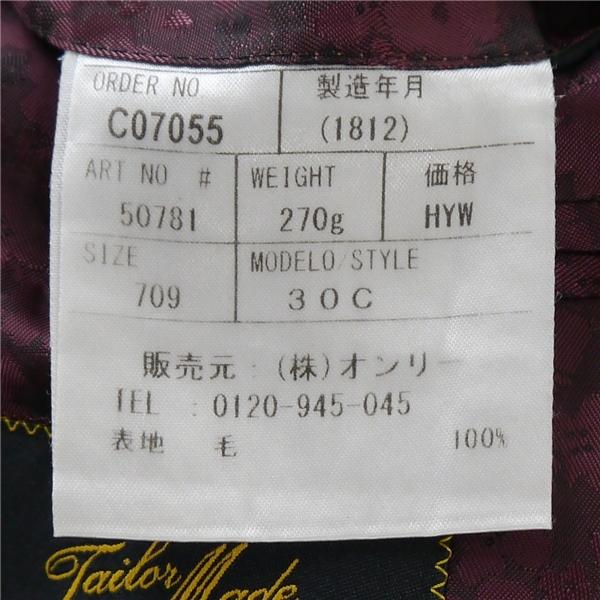 ORDER NO 製造年月
C07055 (1812)
ART NO # WEIGHT 価格
50781 270g HYW
SIZE MODELO/STYLE
709 30C
販売元:(株)オンリー
TEL : 0120-945-045
表地 毛 100%
Tailor Made